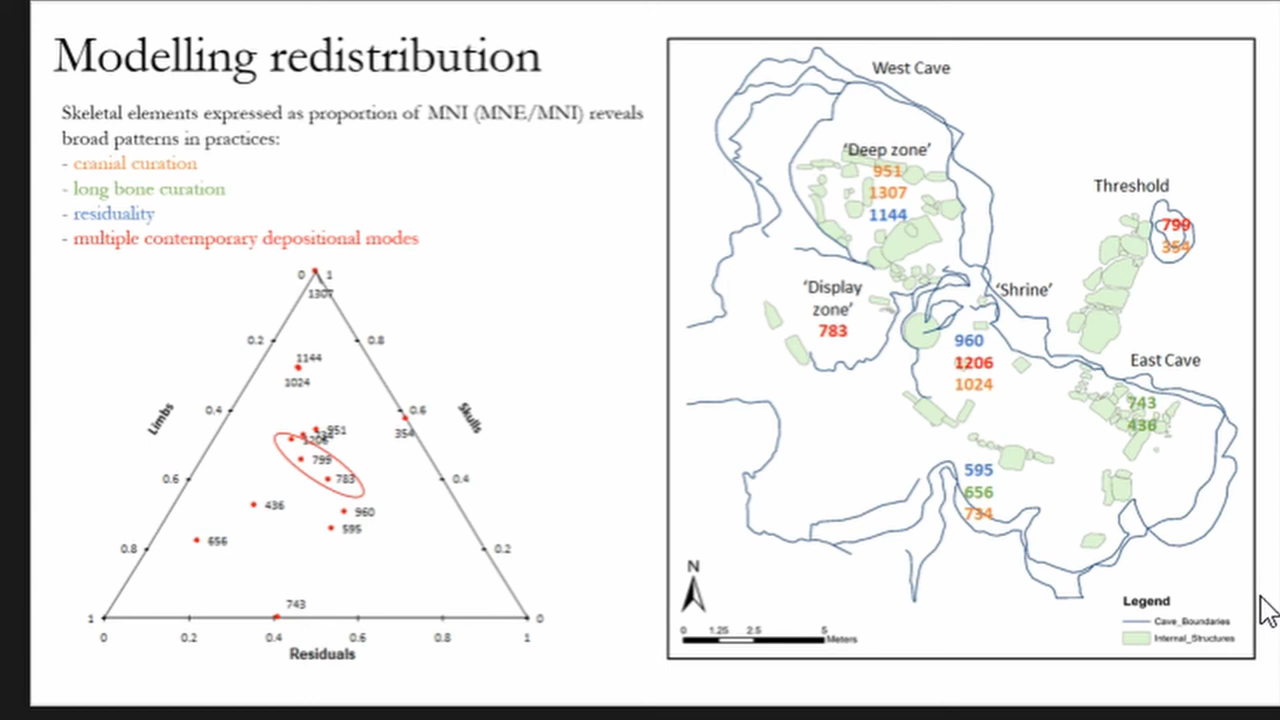 Modelling redistribution
Skeletal elements expressed as proportion of MNI (MNE/MNI) reveals
broad patterns in practices:
- cranial curation
- long bone curation
- residuality
- multiple contemporary depositional modes
0 1
1307
0.2 0.8
1144
1024
0.4 0.6
Limbs Skulls
951
1206
354
799
0.6 0.4
783
436
960
595
656
0.8 0.2
743
1 0
0 0.2 0.4 0.6 0.8 1
Residuals
West Cave
'Deep zone'
951
1307
1144
Threshold
799
354
'Display
zone'
783
'Shrine'
960
1206
1024
East Cave
743
436
595
656
734
N
0 1.25 2.5 5
Meters
Legend
Cave_Boundaries
Internal_Structures